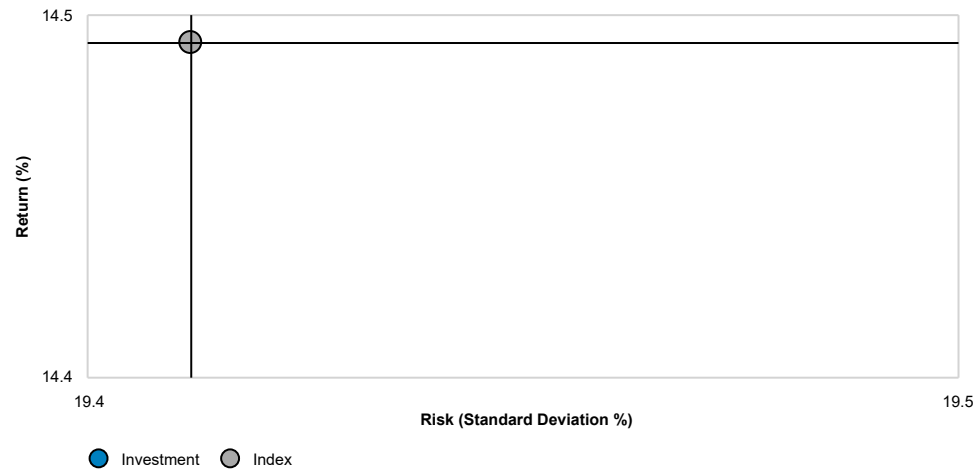 14.5
Return (%)
14.4
19.4
19.5
Risk (Standard Deviation %)
Investment
Index